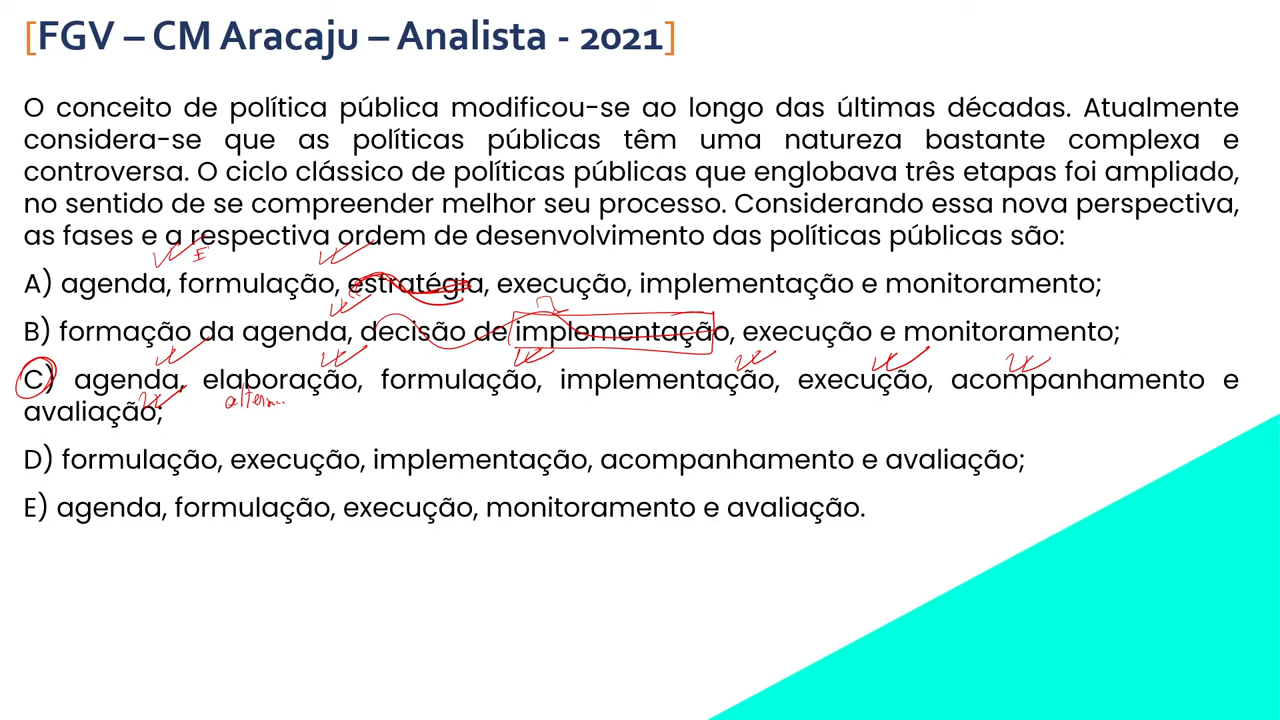 [FGV – CM Aracaju – Analista - 2021]
O conceito de política pública modificou-se ao longo das últimas décadas. Atualmente
considera-se que as políticas públicas têm uma natureza bastante complexa e
controversa. O ciclo clássico de políticas públicas que englobava três etapas foi ampliado,
no sentido de se compreender melhor seu processo. Considerando essa nova perspectiva,
as fases e a respectiva ordem de desenvolvimento das políticas públicas são:
A) agenda, formulação, estratégia, execução, implementação e monitoramento;
B) formação da agenda, decisão de implementação, execução e monitoramento;
C) agenda, elaboração, formulação, implementação, execução, acompanhamento e
avaliação;
D) formulação, execução, implementação, acompanhamento e avaliação;
E) agenda, formulação, execução, monitoramento e avaliação.